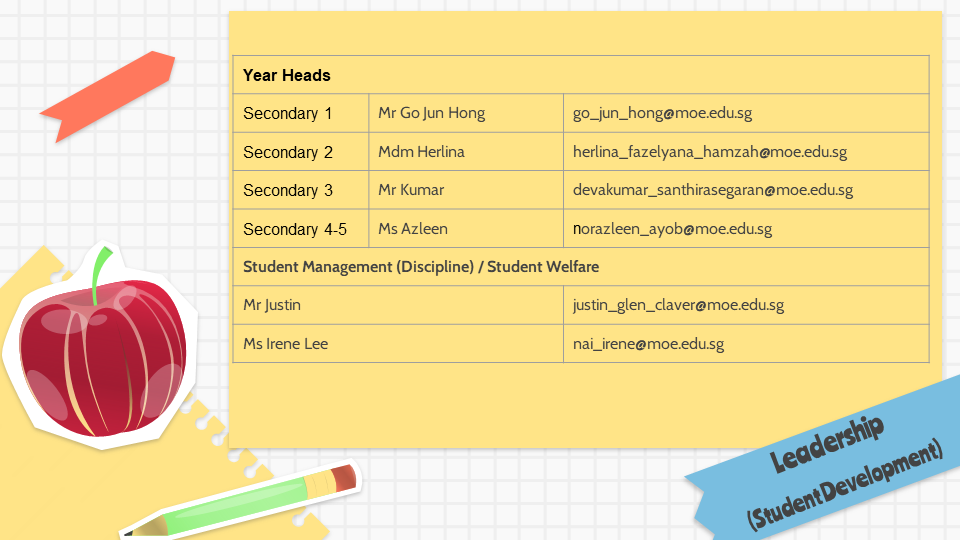 Year Heads
Secondary 1 Mr Go Jun Hong go_jun_hong@moe.edu.sg
Secondary 2 Mdm Herlina herlina_fazelyana_hamzah@moe.edu.sg
Secondary 3 Mr Kumar devakumar_santhirasegaran@moe.edu.sg
Secondary 4-5 Ms Azleen norazleen_ayob@moe.edu.sg
Student Management (Discipline) / Student Welfare
Mr Justin justin_glen_claver@moe.edu.sg
Ms Irene Lee nai_irene@moe.edu.sg
Leadership
(Student Development)